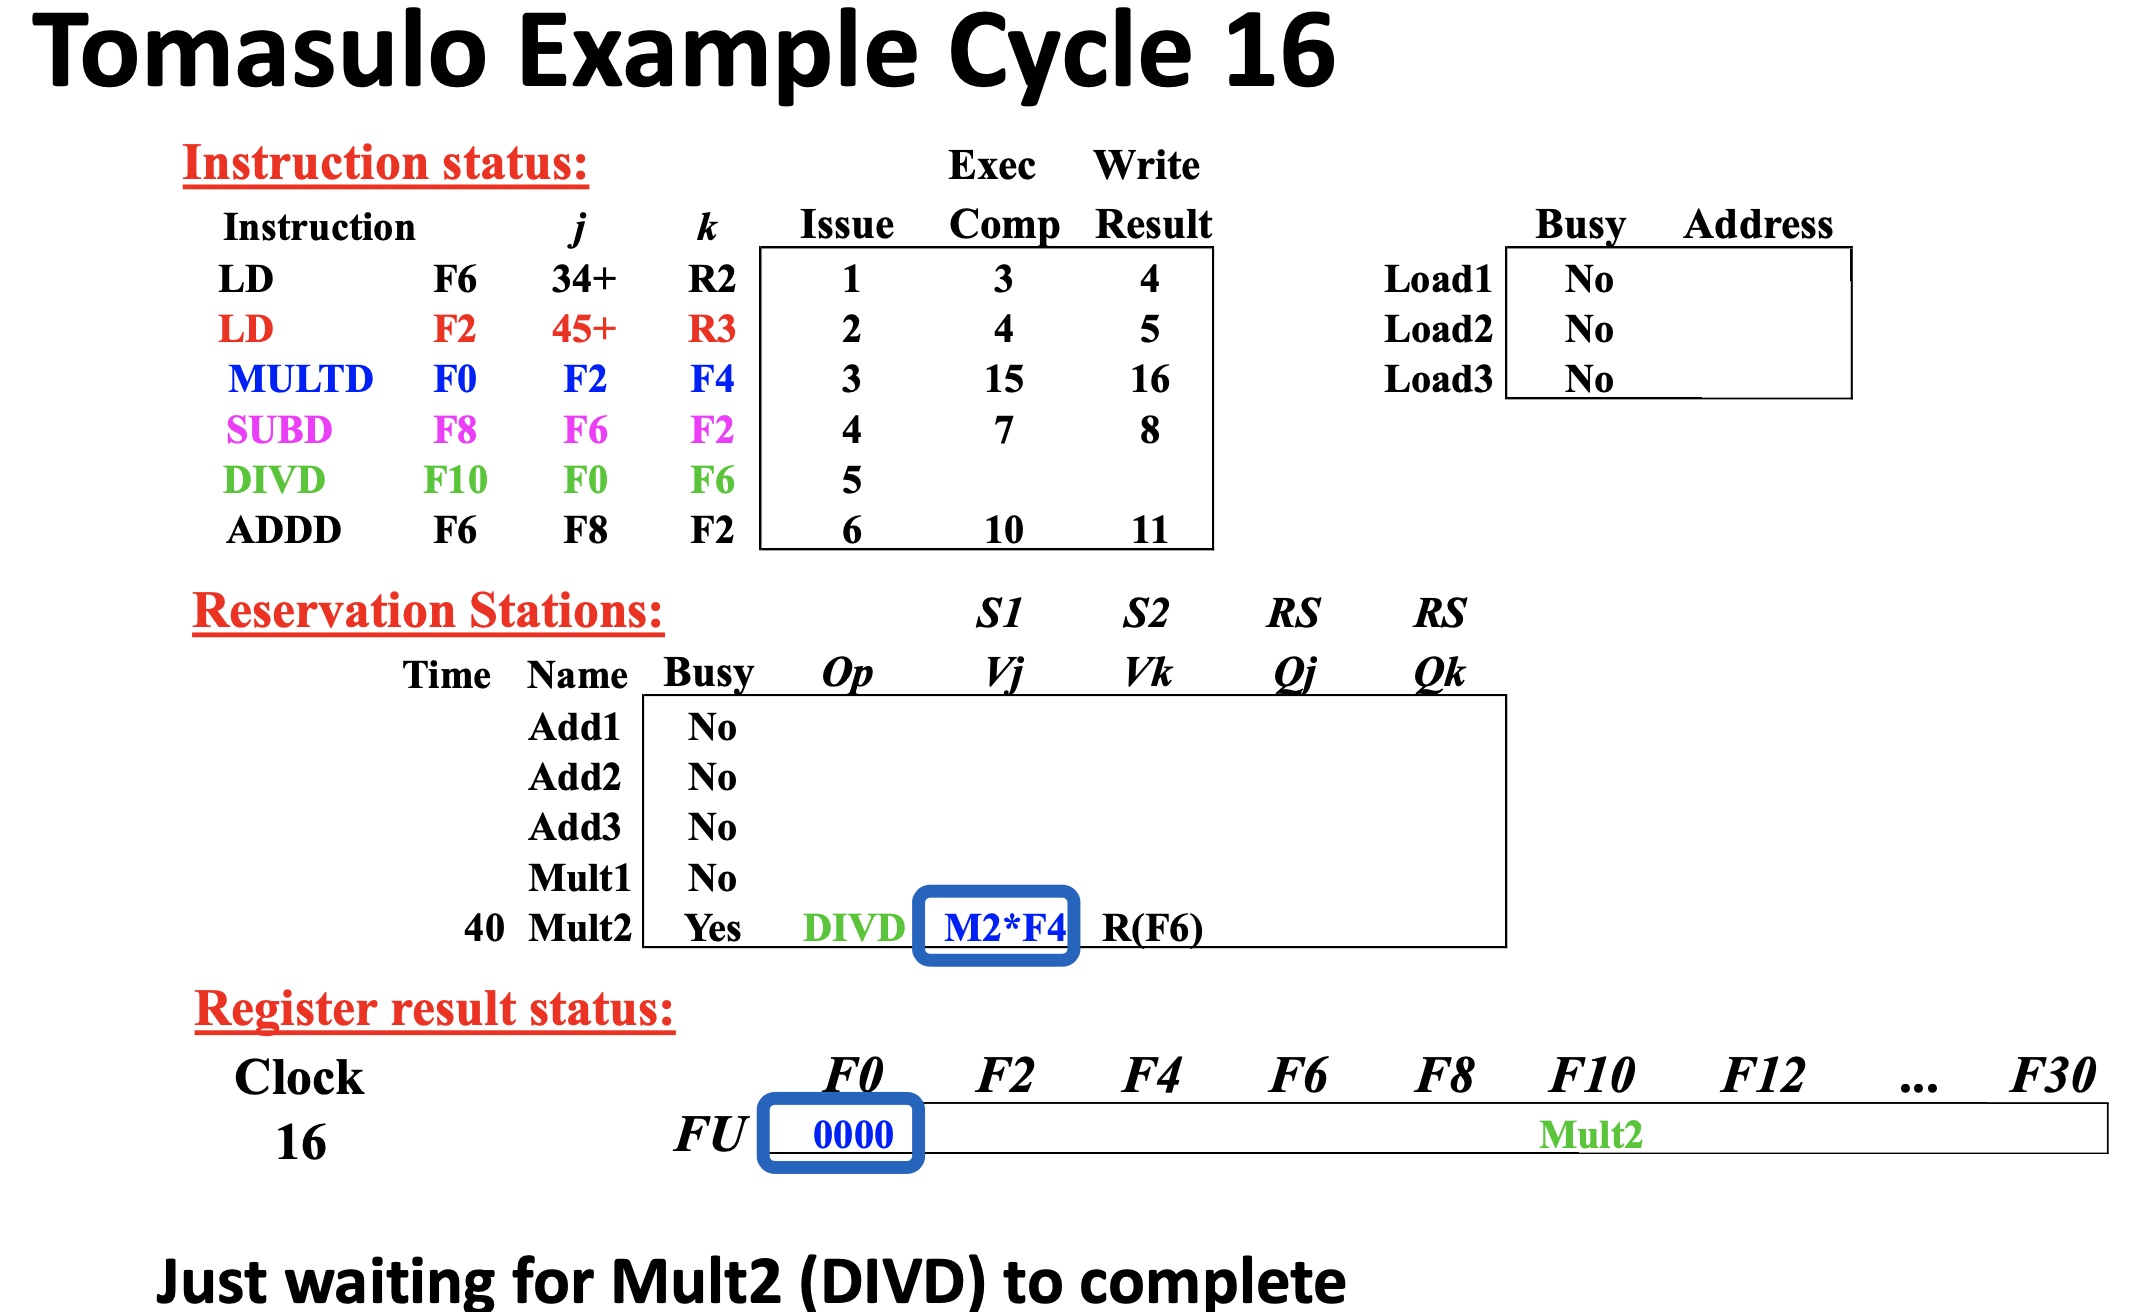 Tomasulo Example Cycle 16
Instruction status: Exec Write
Instruction j k Issue Comp Result Busy Address
LD F6 34+ R2 1 3 4 Load1 No
LD F2 45+ R3 2 4 5 Load2 No
MULTD F0 F2 F4 3 15 16 Load3 No
SUBD F8 F6 F2 4 7 8
DIVD F10 F0 F6 5
ADDD F6 F8 F2 6 10 11
Reservation Stations: S1 S2 RS RS
Time Name Busy Op Vj Vk Qj Qk
Add1 No
Add2 No
Add3 No
Mult1 No
40 Mult2 Yes DIVD M2*F4 R(F6)
Register result status:
Clock F0 F2 F4 F6 F8 F10 F12 ... F30
16 FU 0000 Mult2
Just waiting for Mult2 (DIVD) to complete